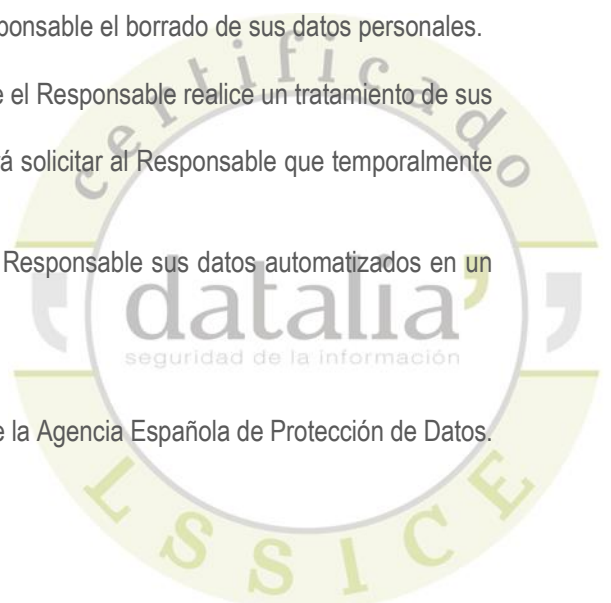 ponsable el borrado de sus datos personales.
e el Responsable realice un tratamiento de sus
á solicitar al Responsable que temporalmente
Responsable sus datos automatizados en un
e la Agencia Española de Protección de Datos.
certificado
datalia
seguridad de la información
LSSICE